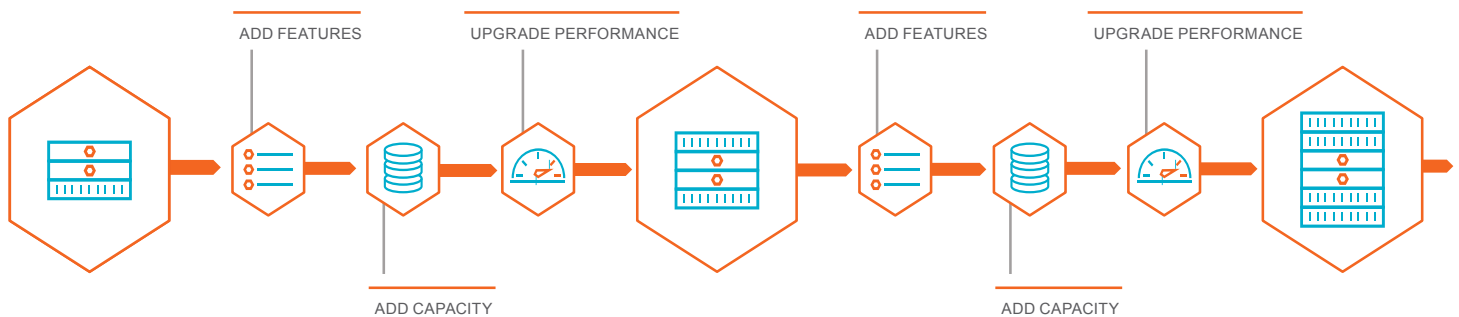 ADD FEATURES
UPGRADE PERFORMANCE
ADD FEATURES
UPGRADE PERFORMANCE
ADD CAPACITY
ADD CAPACITY